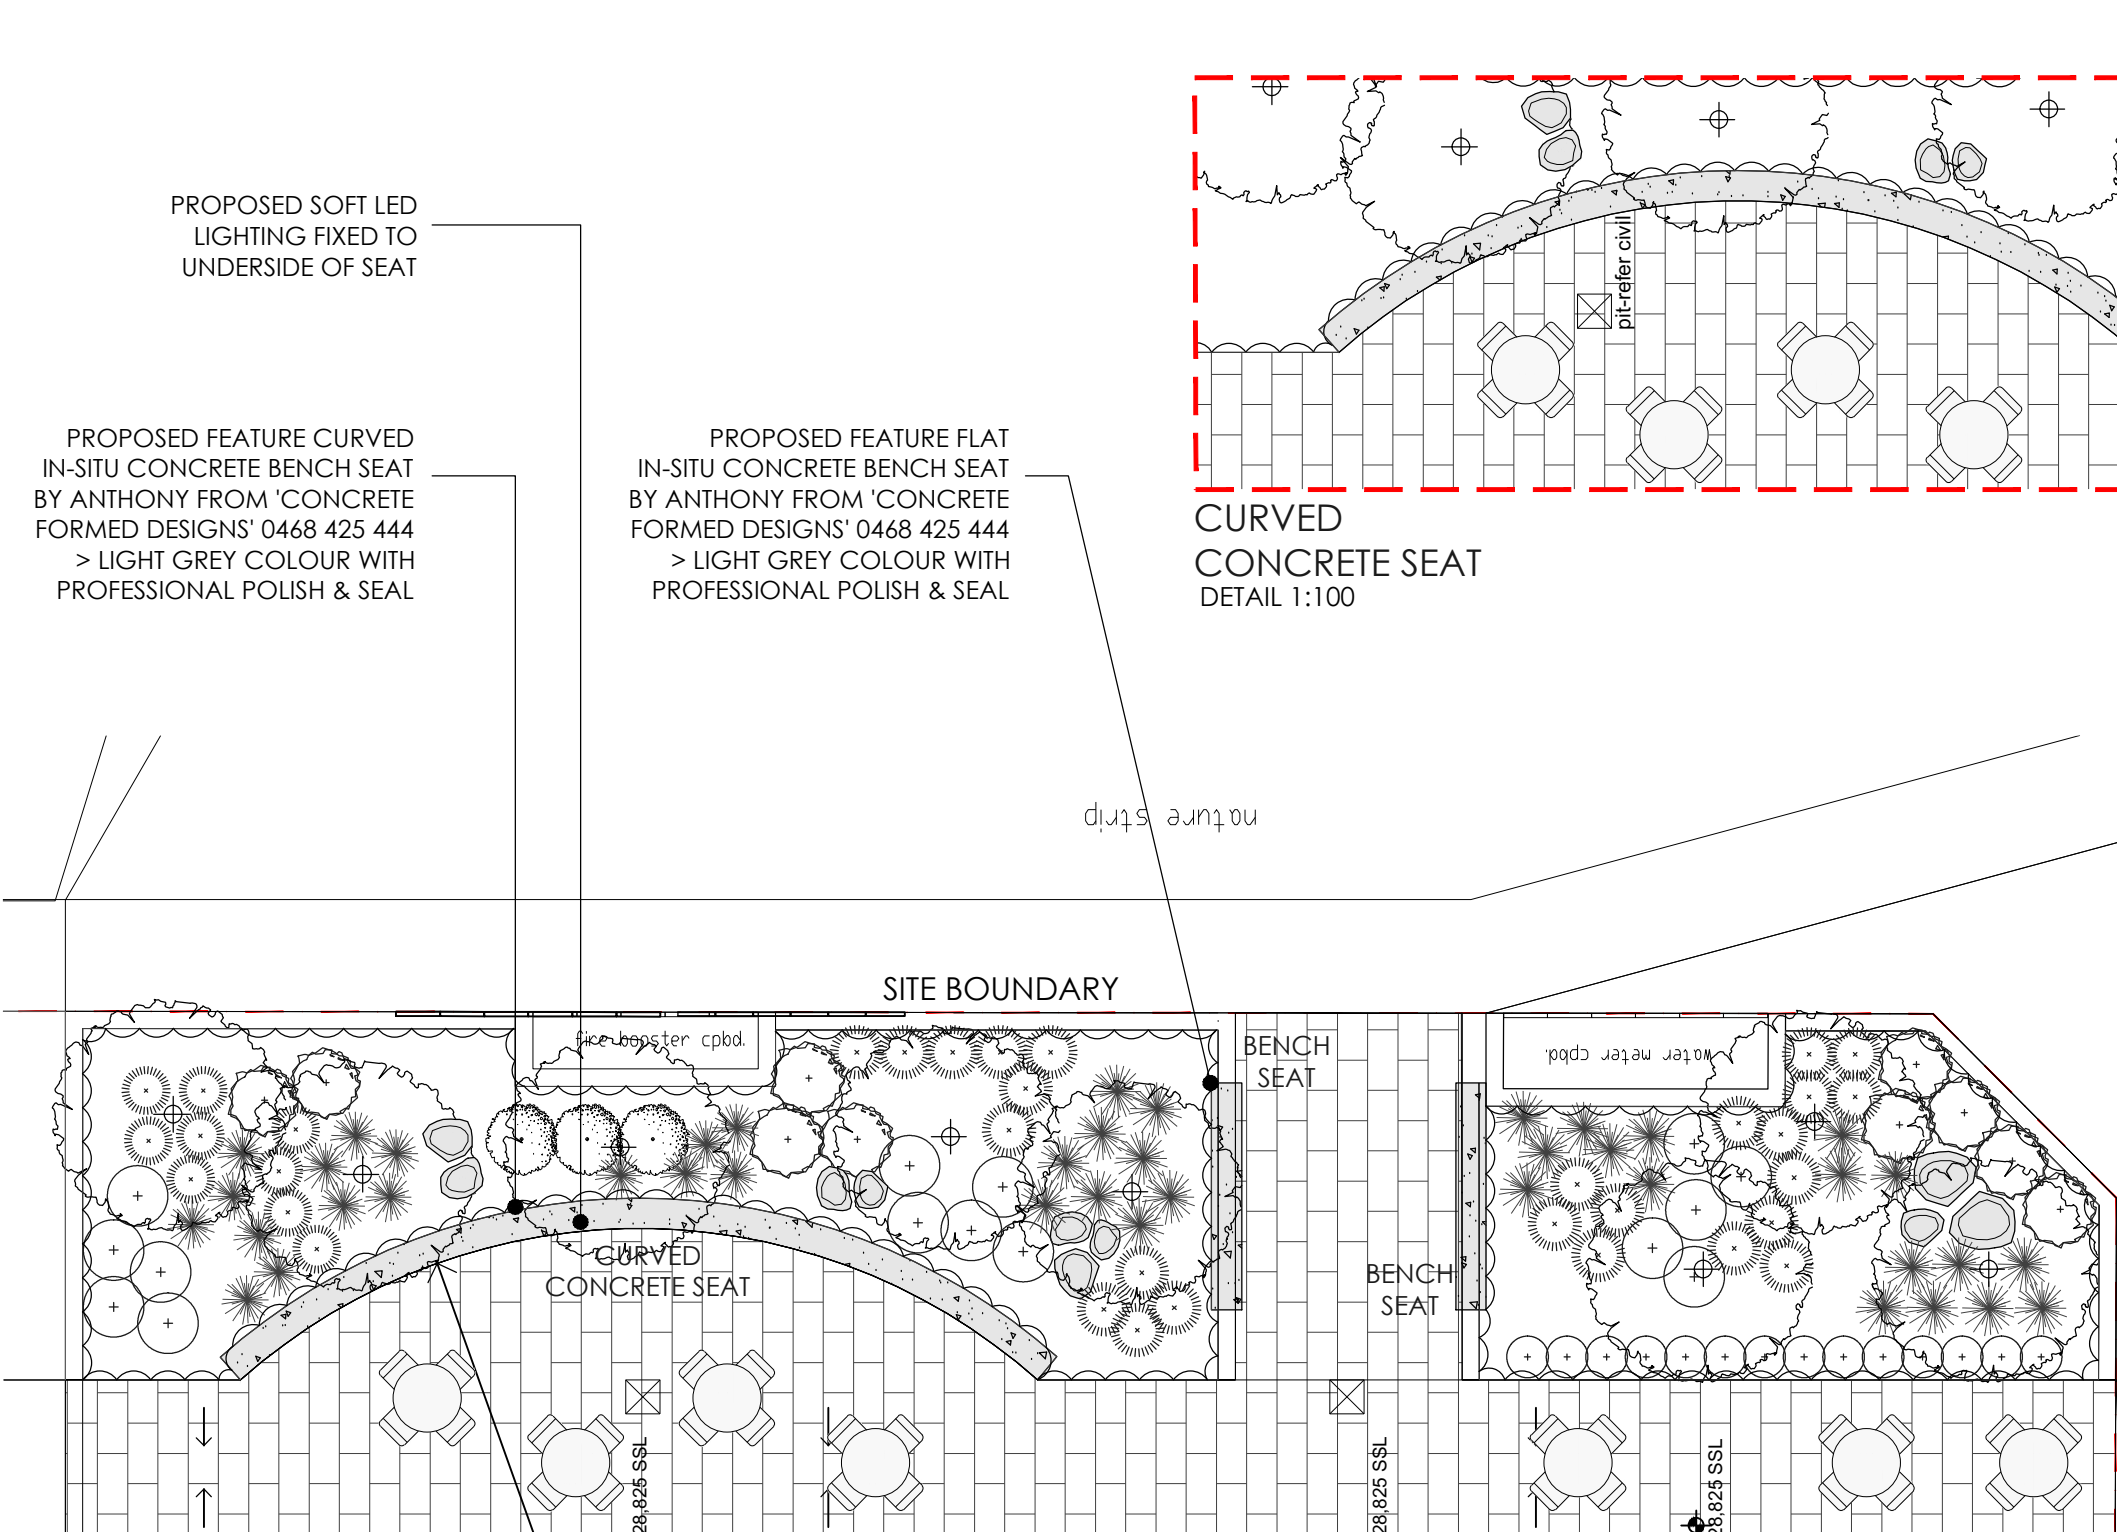 PROPOSED SOFT LED
LIGHTING FIXED TO
UNDERSIDE OF SEAT
PROPOSED FEATURE CURVED
IN-SITU CONCRETE BENCH SEAT
BY ANTHONY FROM 'CONCRETE
FORMED DESIGNS' 0468 425 444
> LIGHT GREY COLOUR WITH
PROFESSIONAL POLISH & SEAL
PROPOSED FEATURE FLAT
IN-SITU CONCRETE BENCH SEAT
BY ANTHONY FROM 'CONCRETE
FORMED DESIGNS' 0468 425 444
> LIGHT GREY COLOUR WITH
PROFESSIONAL POLISH & SEAL
pit-refer civil
CURVED
CONCRETE SEAT
DETAIL 1:100
nature strip
SITE BOUNDARY
fire booster cpbd.
BENCH
SEAT
water meter cpbd.
CURVED
CONCRETE SEAT
BENCH
SEAT
28,825 SSL
28,825 SSL
28,825 SSL